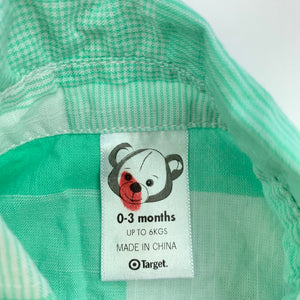 0-3 months
UP TO 6KGS
MADE IN CHINA
Target.